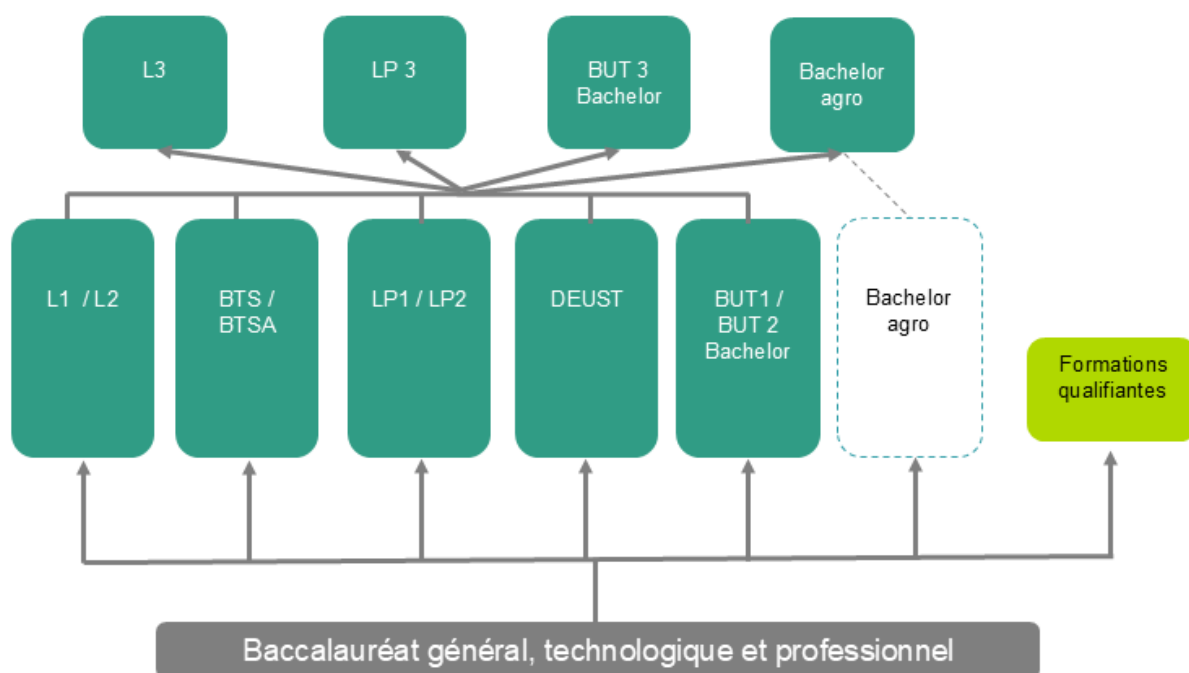 L3
LP 3
BUT 3
Bachelor
Bachelor
agro
L1 / L2
BTS /
BTSA
LP1 / LP2
DEUST
BUT1 /
BUT 2
Bachelor
Bachelor
agro
Formations
qualifiantes
Baccalauréat général, technologique et professionnel